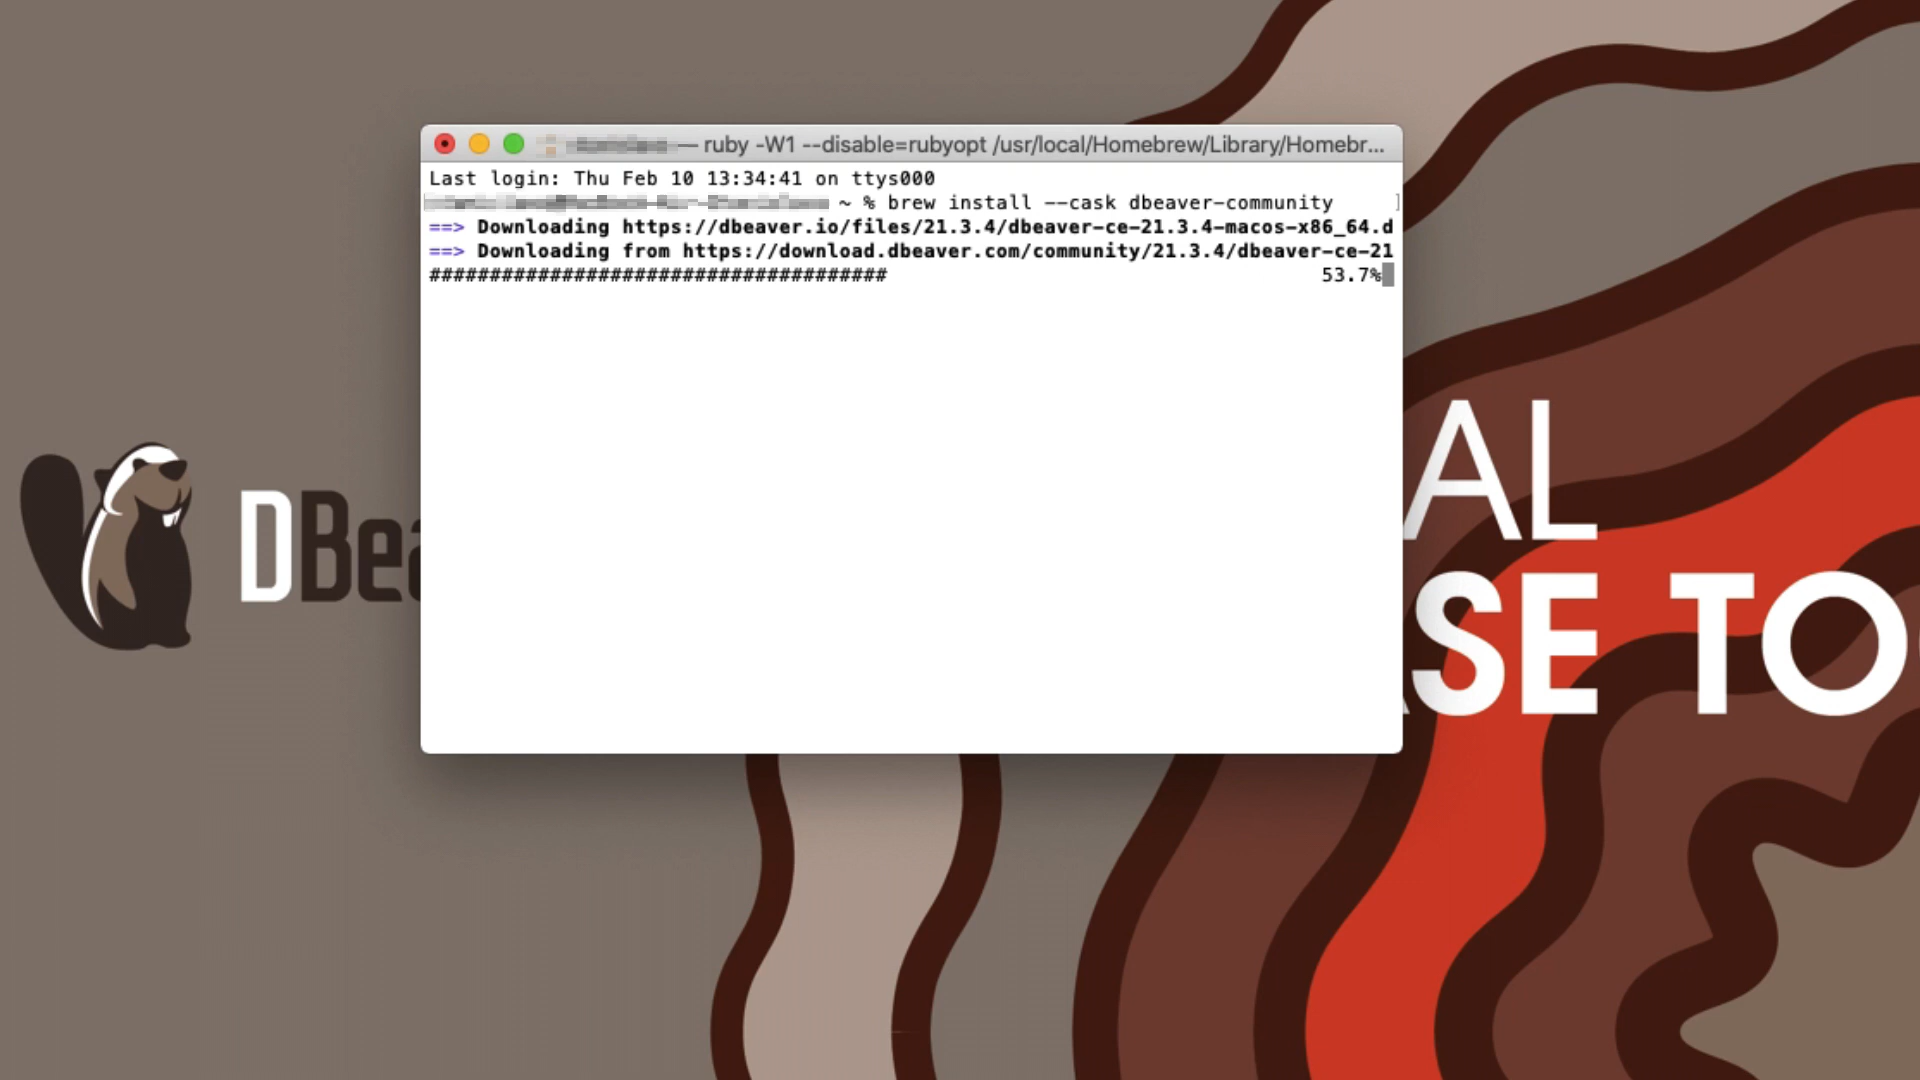 — ruby -W1 --disable=rubyopt /usr/local/Homebrew/Library/Homebr...
Last login: Thu Feb 10 13:34:41 on ttys000
~ % brew install --cask dbeaver-community
==> Downloading https://dbeaver.io/files/21.3.4/dbeaver-ce-21.3.4-macos-x86_64.d
==> Downloading from https://download.dbeaver.com/community/21.3.4/dbeaver-ce-21
###################################### 53.7%
DBea
AL
SE TO